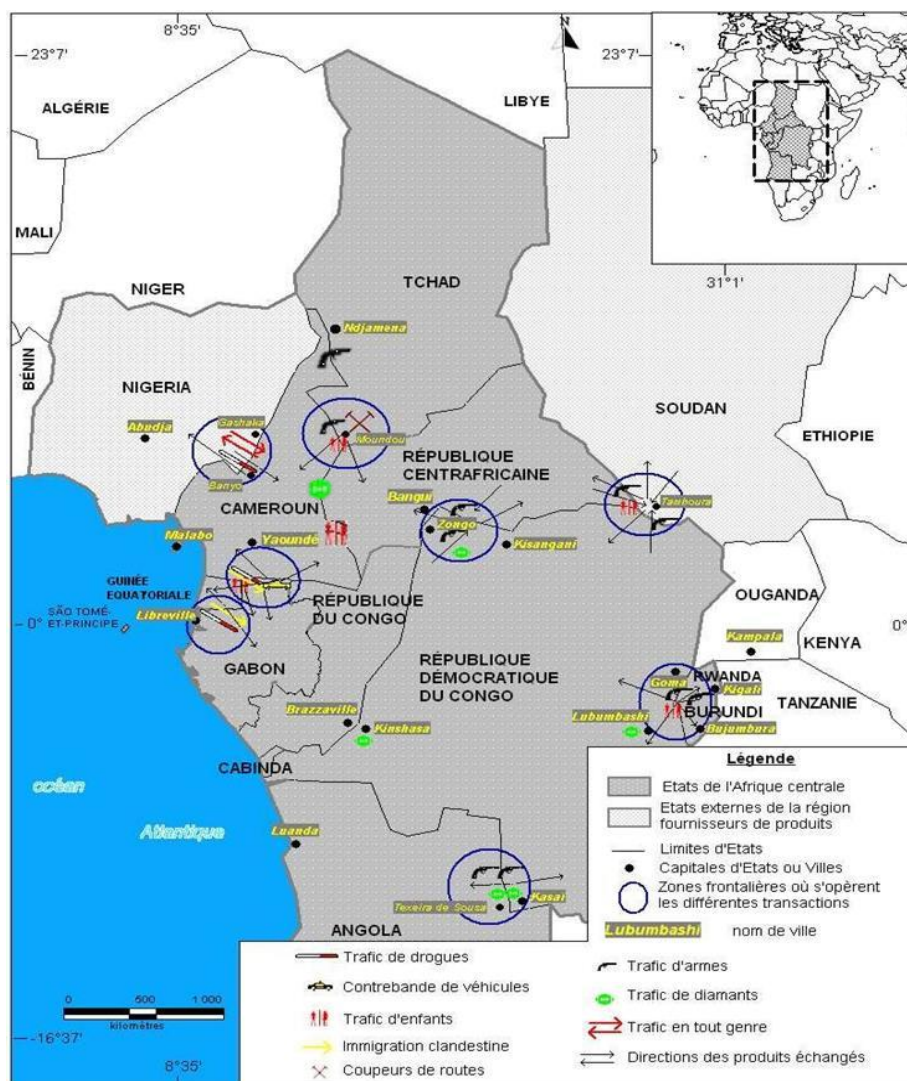 8°35'
N
23°7'
23°7'
ALGÉRIE
LIBYE
MALI
TCHAD
31°1'
NIGER
Ndjamena
BÉNIN
NIGERIA
SOUDAN
Gashaka
Abudja
Moundou
ETHIOPIE
RÉPUBLIQUE
CENTRAFRICAINE
Banyo
Bangui
Tamboura
CAMEROUN
Zongo
Malabo
Yaoundé
Kisangani
GUINÉE
EQUATORIALE
RÉPUBLIQUE
DU CONGO
OUGANDA
SÃO TOMÉ-
ET-PRINCIPE
0°
Libreville
0°
KENYA
Kampala
GABON
RÉPUBLIQUE
DÉMOCRATIQUE
DU CONGO
RWANDA
Goma
Kigali
TANZANIE
Brazzaville
Kinshasa
Lubumbashi
BURUNDI
Bujumbura
CABINDA
océan
Atlantique
Luanda
Kasai
Texeira de Sousa
ANGOLA
Légende
Etats de l'Afrique centrale
Etats externes de la région
fournisseurs de produits
Limites d'Etats
Capitales d'Etats ou Villes
Zones frontalières où s'opèrent
les différentes transactions
Lubumbashi nom de ville
Trafic de drogues
Contrebande de véhicules
Trafic d'enfants
Immigration clandestine
Coupeurs de routes
Trafic d'armes
Trafic de diamants
Trafic en tout genre
Directions des produits échangés
0 500 1 000
kilomètres
-16°37'
8°35'